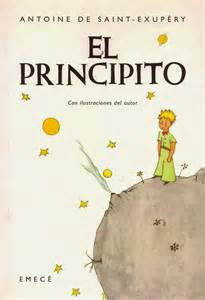 ANTOINE DE SAINT-EXUPÉRY
EL
PRINCIPITO
Con ilustraciones del autor
EMECÉ